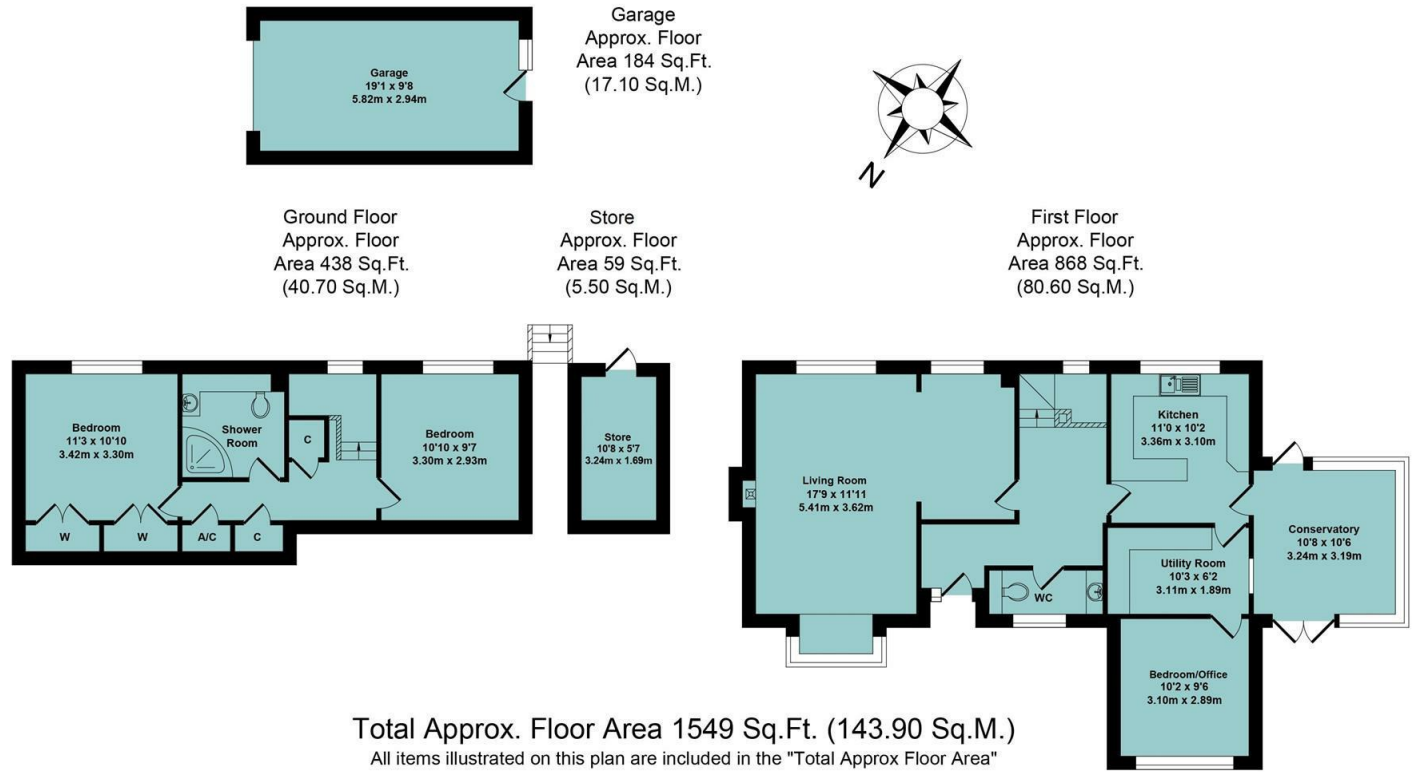 Garage
Approx. Floor
Area 184 Sq.Ft.
(17.10 Sq.M.)
Garage
19'1 x 9'8
5.82m x 2.94m
N
Ground Floor
Approx. Floor
Area 438 Sq.Ft.
(40.70 Sq.M.)
Store
Approx. Floor
Area 59 Sq.Ft.
(5.50 Sq.M.)
First Floor
Approx. Floor
Area 868 Sq.Ft.
(80.60 Sq.M.)
Bedroom
11'3 x 10'10
3.42m x 3.30m
Shower
Room
C
Bedroom
10'10 x 9'7
3.30m x 2.93m
W
W
A/C
C
Store
10'8 x 5'7
3.24m x 1.69m
Living Room
17'9 x 11'11
5.41m x 3.62m
Kitchen
11'0 x 10'2
3.36m x 3.10m
Conservatory
10'8 x 10'6
3.24m x 3.19m
Utility Room
10'3 x 6'2
3.11m x 1.89m
WC
Bedroom/Office
10'2 x 9'6
3.10m x 2.89m
Total Approx. Floor Area 1549 Sq.Ft. (143.90 Sq.M.)
All items illustrated on this plan are included in the "Total Approx Floor Area"